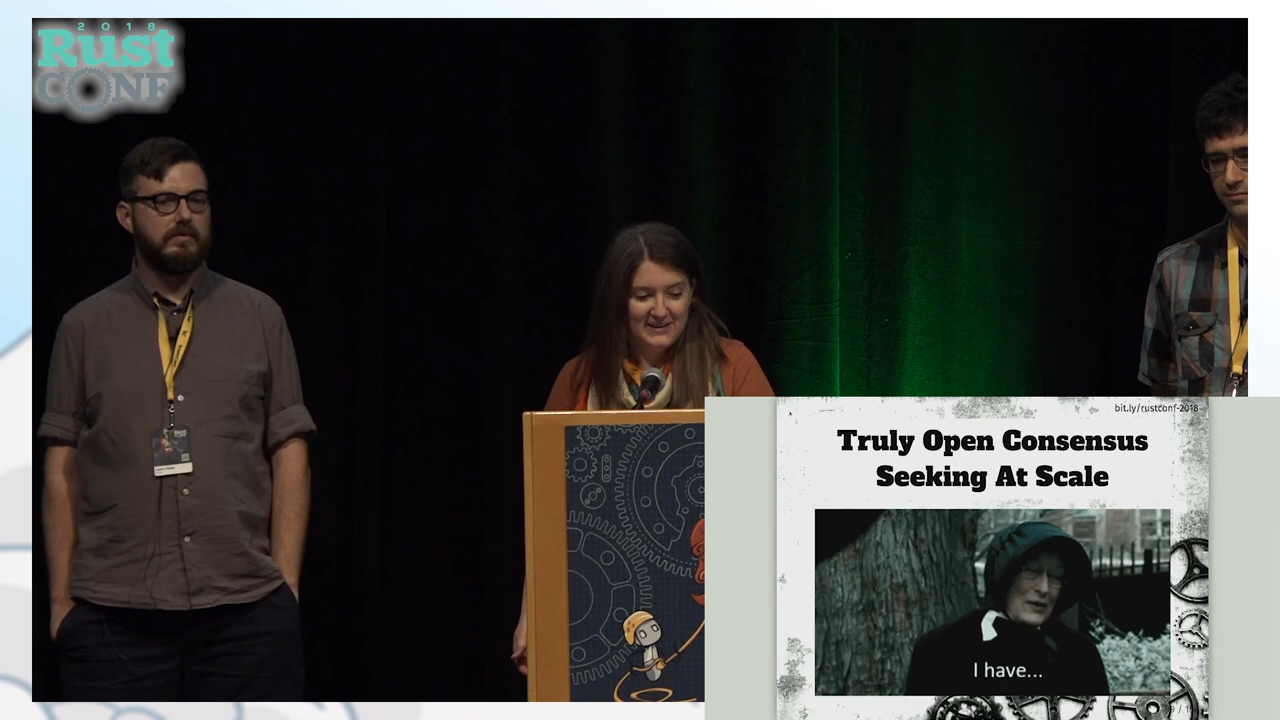 2018
Rust
CONF
bit.ly/rustconf-2018
Truly Open Consensus
Seeking At Scale
I have...